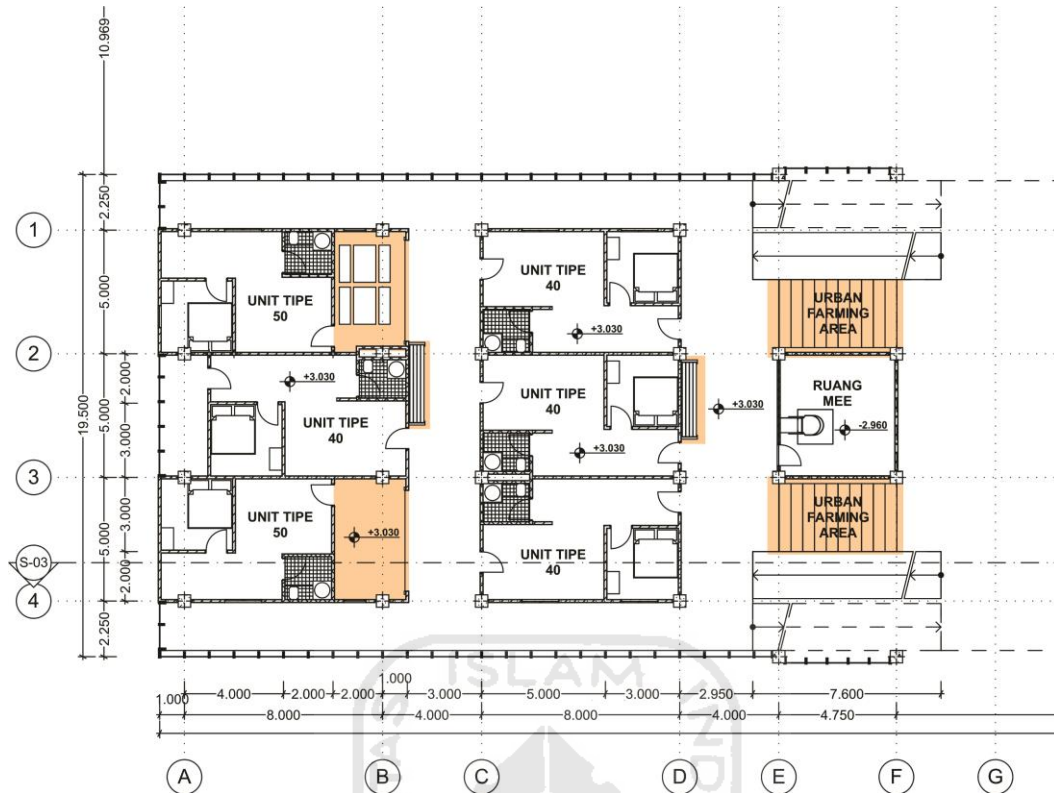 10.969
2.250
1
5.000
UNIT TIPE
50
UNIT TIPE
40
+3.030
URBAN
FARMING
AREA
2
19.500
5.000
2.000
3.000
+3.030
UNIT TIPE
40
UNIT TIPE
40
+3.030
+3.030
RUANG
MEE
-2.960
3
5.000
3.000
2.000
UNIT TIPE
50
+3.030
UNIT TIPE
40
URBAN
FARMING
AREA
S-03
4
2.250
ISLAM
1.000
4.000
2.000
2.000
1.000
3.000
5.000
3.000
2.950
7.600
8.000
4.000
8.000
4.000
4.750
A
B
C
D
E
F
G